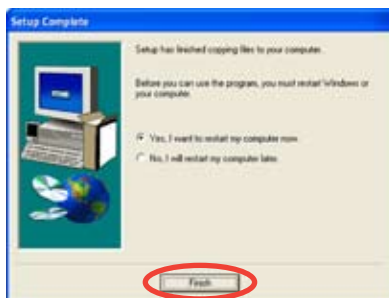 Setup Complete
Setup has finished copying files to your computer.
Before you can use the program, you must restart Windows or
your computer.
Yes, I want to restart my computer now.
No, I will restart my computer later.
Finish